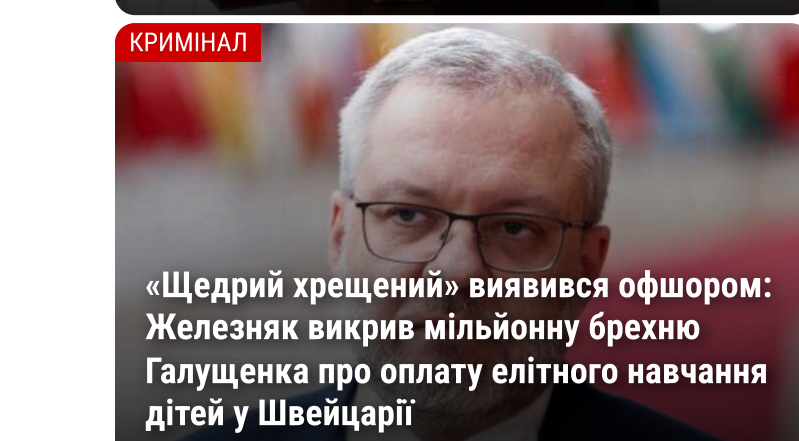 КРИМІНАЛ
«Щедрий хрещений» виявився офшором:
Железняк викрив мільйонну брехню
Галущенка про оплату елітного навчання
дітей у Швейцарії